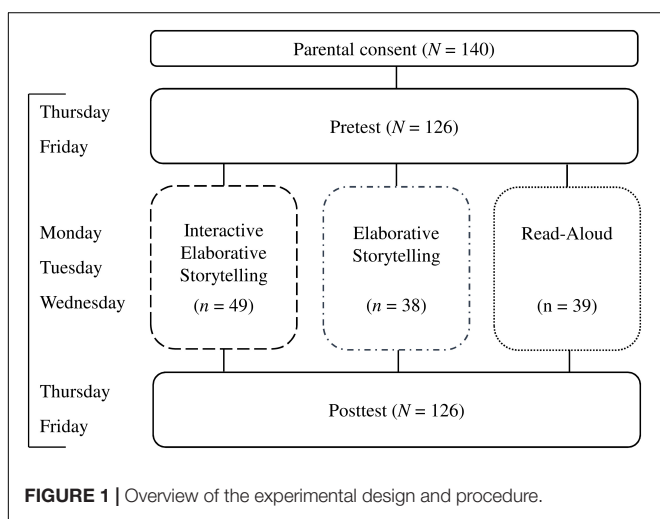 Parental consent (N = 140)
Thursday
Friday
Pretest (N = 126)
Monday
Tuesday
Wednesday
Interactive
Elaborative
Storytelling
(n = 49)
Elaborative
Storytelling
(n = 38)
Read-Aloud
(n = 39)
Thursday
Friday
Posttest (N = 126)
FIGURE 1 | Overview of the experimental design and procedure.